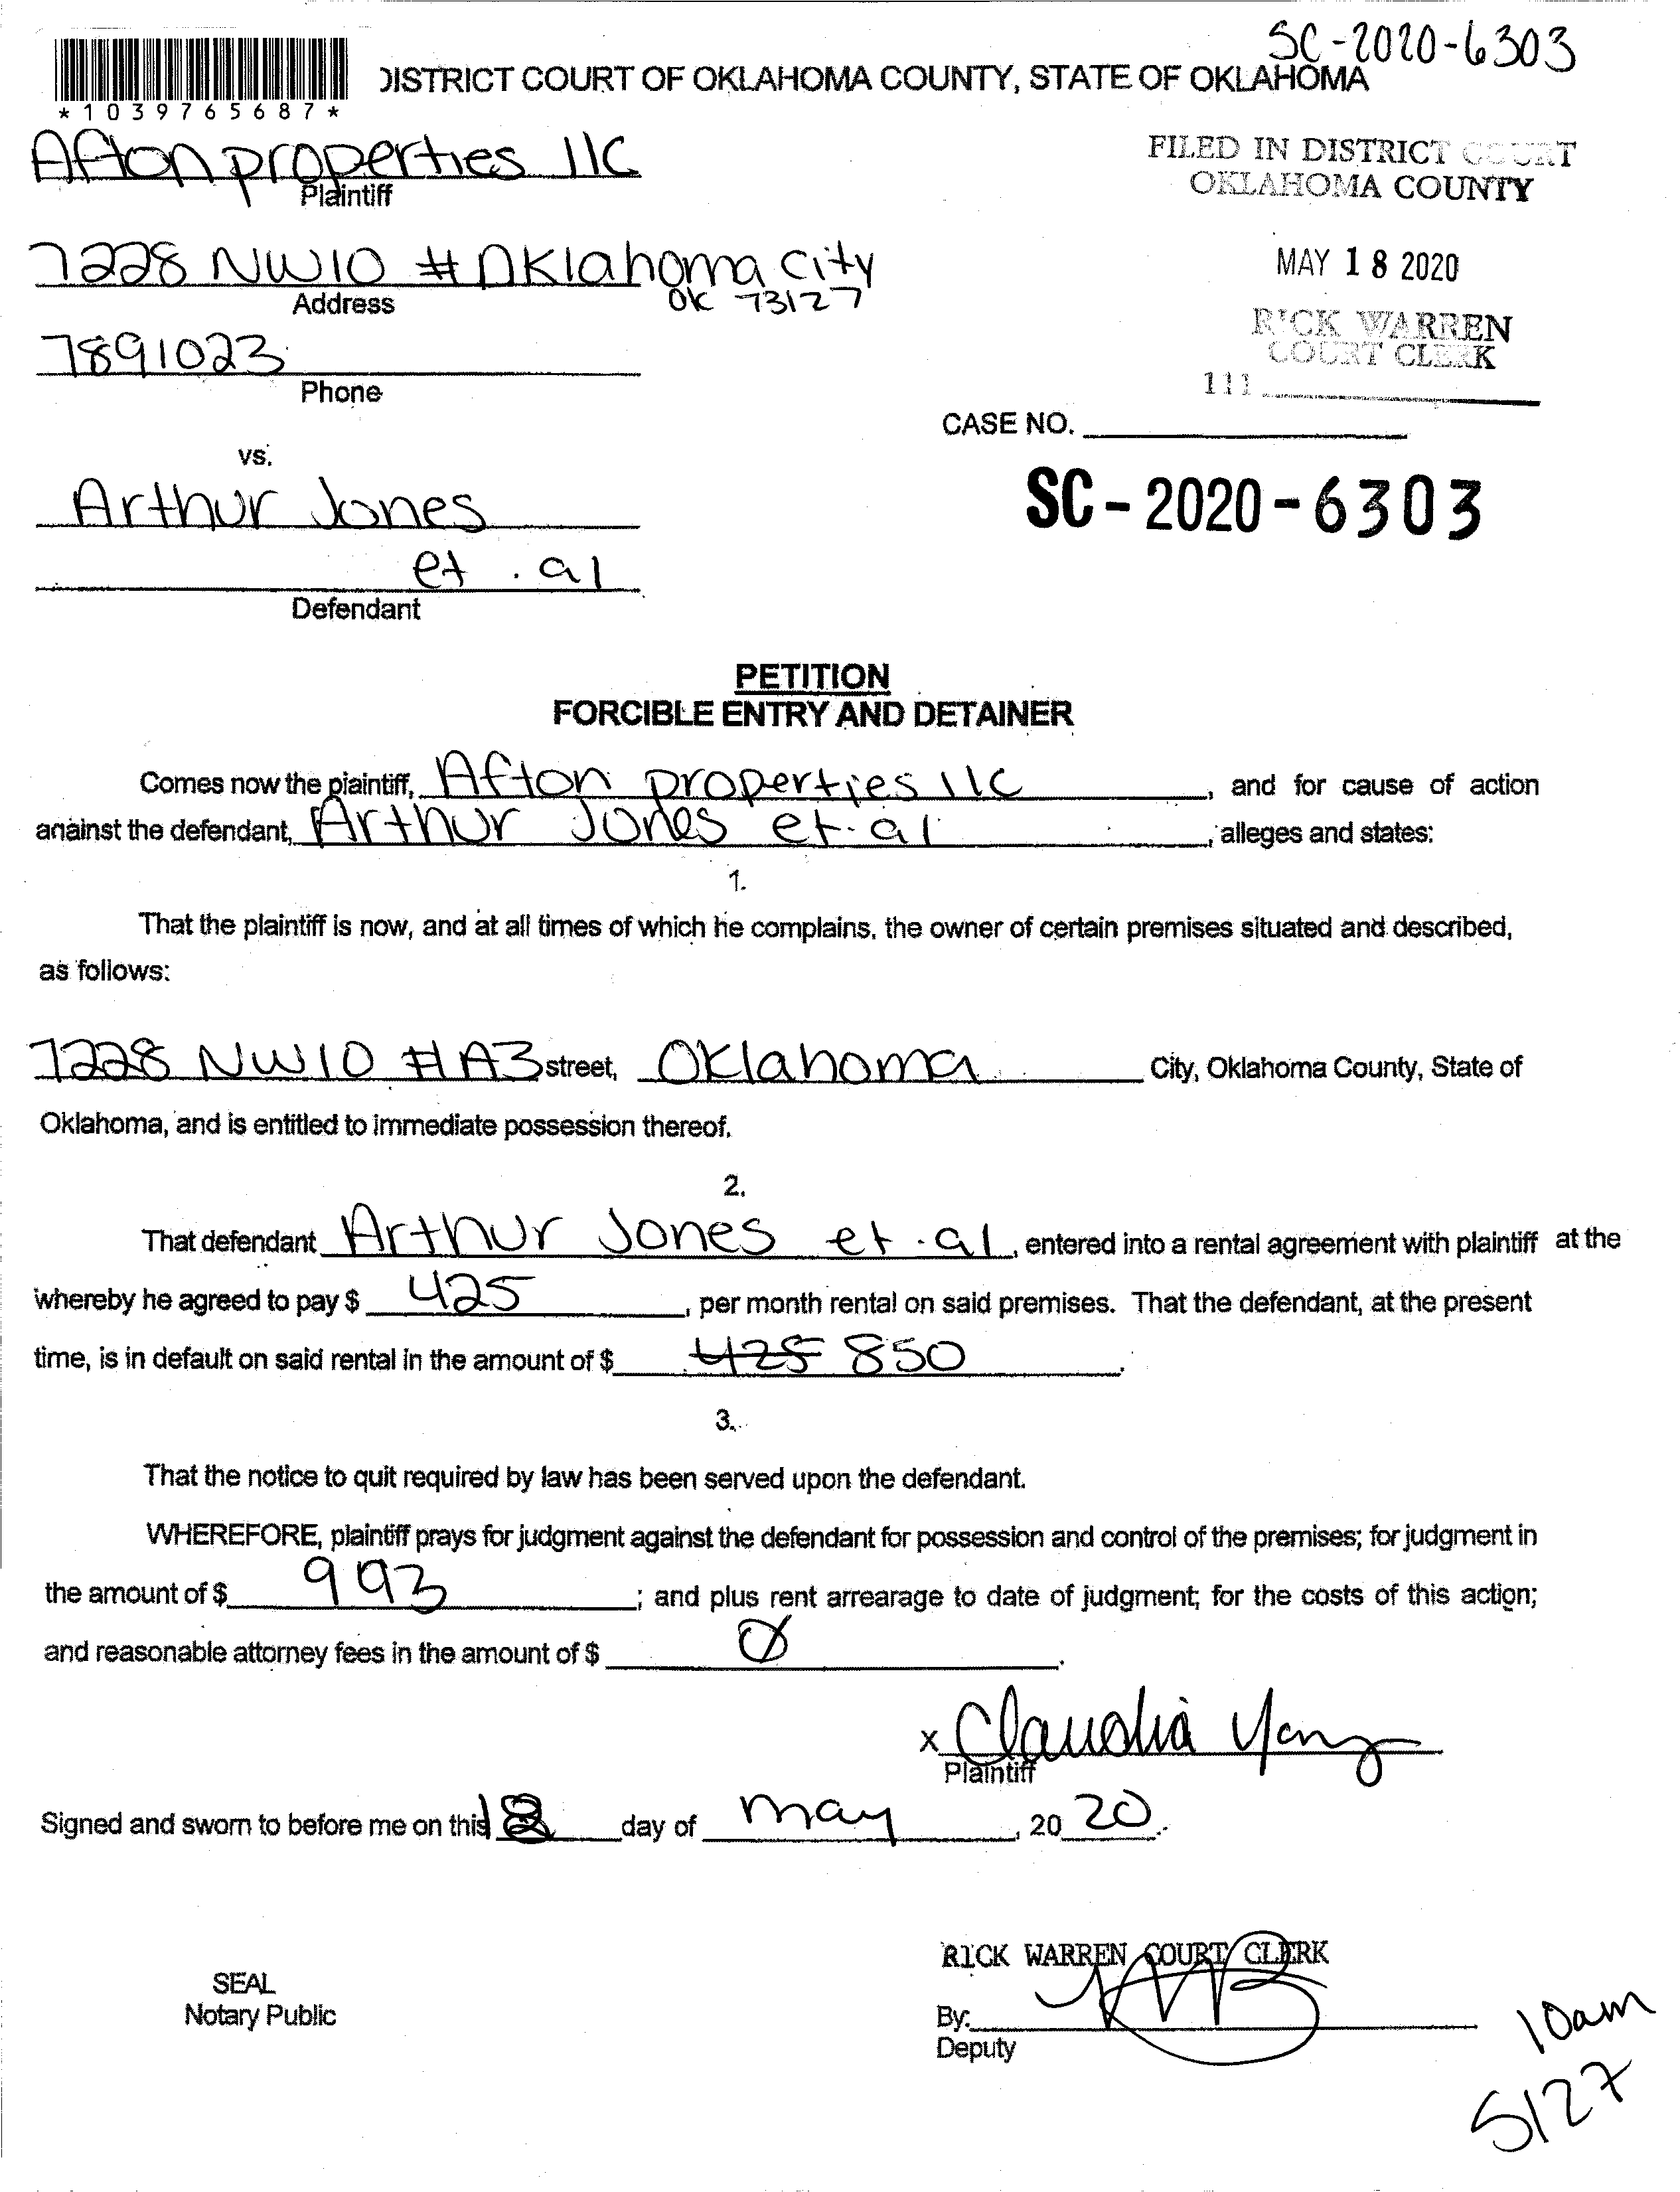 SC-2020-6303
DISTRICT COURT OF OKLAHOMA COUNTY, STATE OF OKLAHOMA
*1039765687*
Afton properties llc
Plaintiff
FILED IN DISTRICT COURT
OKLAHOMA COUNTY
7228 NW10 # Oklahoma City
OK 73127
Address
MAY 18 2020
7891023
Phone
RICK WARREN
COURT CLERK
111
CASE NO.
vs.
SC-2020-6303
Arthur Jones
et . al
Defendant
PETITION
FORCIBLE ENTRY AND DETAINER
Comes now the plaintiff, Afton properties llc, and for cause of action
against the defendant, Arthur Jones et. al, alleges and states:
1.
That the plaintiff is now, and at all times of which he complains, the owner of certain premises situated and described,
as follows:
7228 NW10 #A3 street, Oklahoma City, Oklahoma County, State of
Oklahoma, and is entitled to immediate possession thereof.
2.
That defendant Arthur Jones et . al, entered into a rental agreement with plaintiff at the
whereby he agreed to pay $ 425, per month rental on said premises. That the defendant, at the present
time, is in default on said rental in the amount of $ 425 850.
3.
That the notice to quit required by law has been served upon the defendant.
WHEREFORE, plaintiff prays for judgment against the defendant for possession and control of the premises; for judgment in
the amount of $ 993; and plus rent arrearage to date of judgment; for the costs of this action;
and reasonable attorney fees in the amount of $ Ø.
x Claudia Yanz
Plaintiff
Signed and sworn to before me on this 18 day of may, 2020.
RICK WARREN COURT CLERK
SEAL
Notary Public
By:
Deputy
10am
5/27